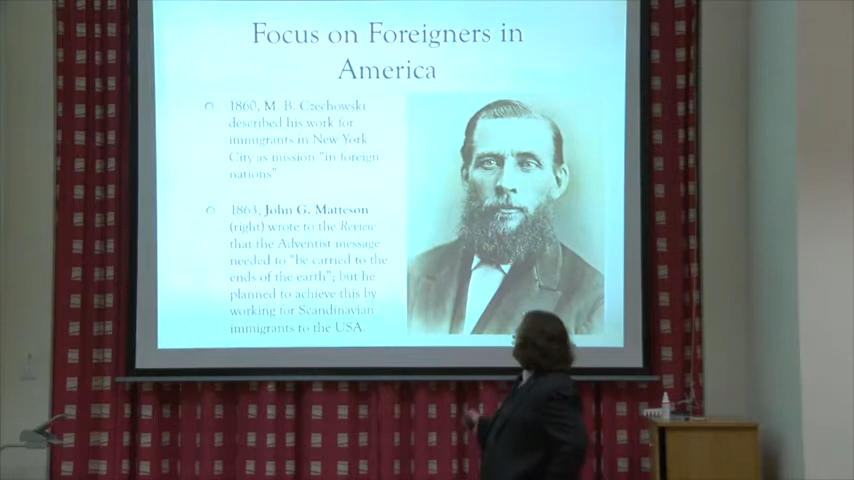 Focus on Foreigners in
America
1860, M. B. Czechowski
described his work for
immigrants in New York
City as mission "in foreign
nations"
1863, John G. Matteson
(right) wrote to the Review
that the Adventist message
needed to "be carried to the
ends of the earth"; but he
planned to achieve this by
working for Scandinavian
immigrants to the USA.